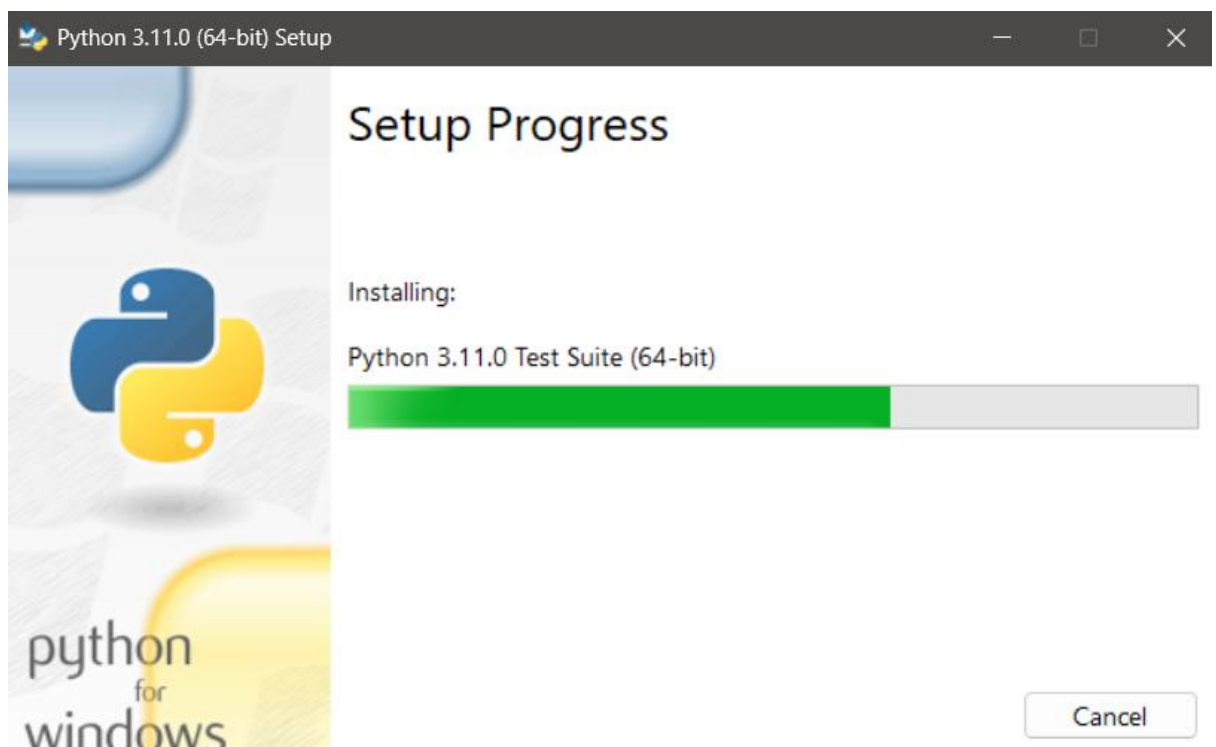 Python 3.11.0 (64-bit) Setup
Setup Progress
Installing:
Python 3.11.0 Test Suite (64-bit)
python
for
windows
Cancel